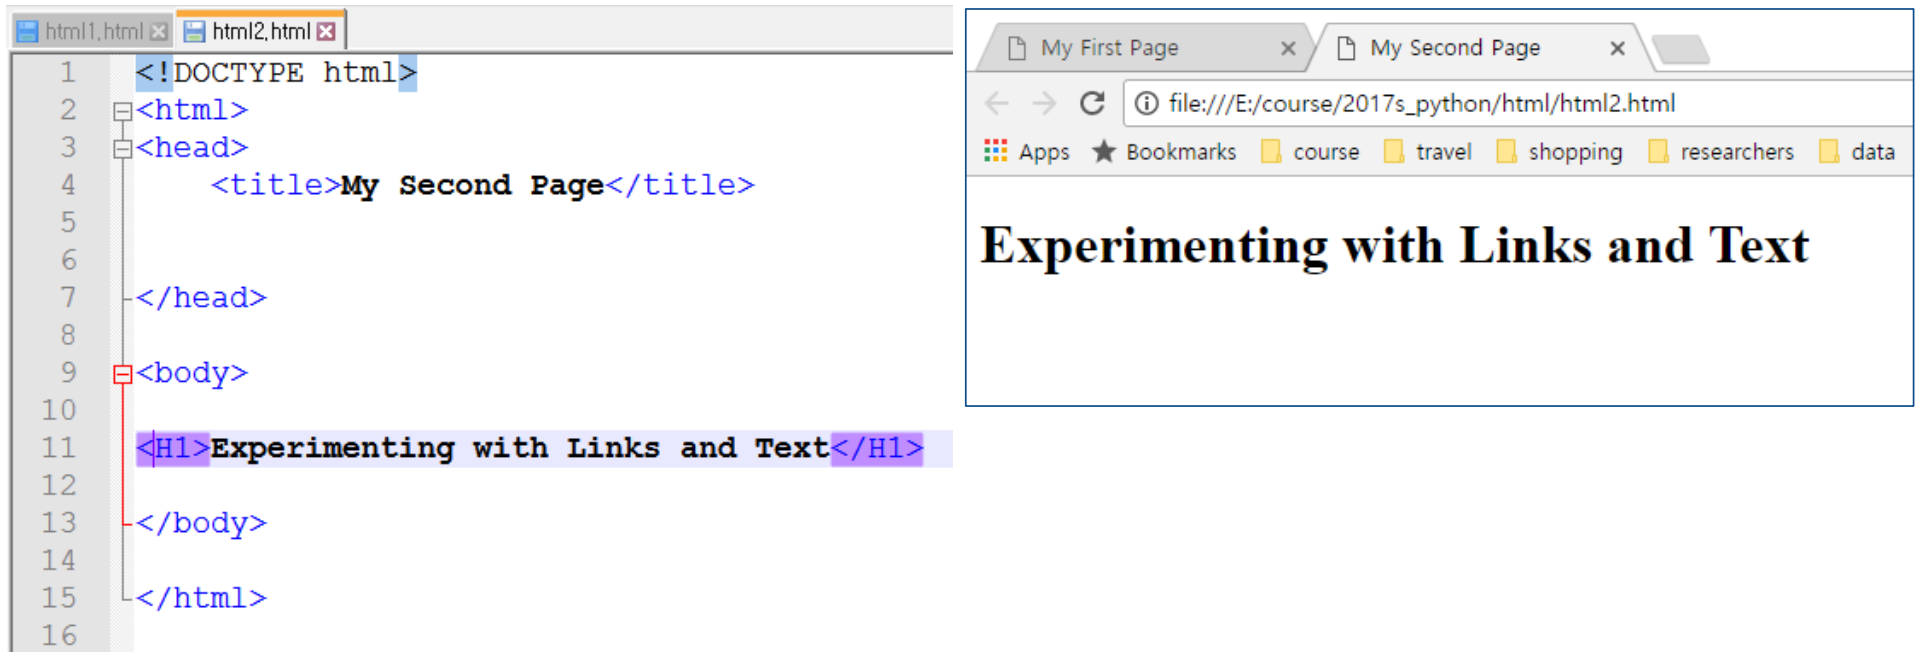 html1.html html2.html
1 <!DOCTYPE html>
2 <html>
3 <head>
4 <title>My Second Page</title>
5
6
7 </head>
8
9 <body>
10
11 <H1>Experimenting with Links and Text</H1>
12
13 </body>
14
15 </html>
16
My First Page My Second Page
file:///E:/course/2017s_python/html/html2.html
Apps Bookmarks course travel shopping researchers data
Experimenting with Links and Text